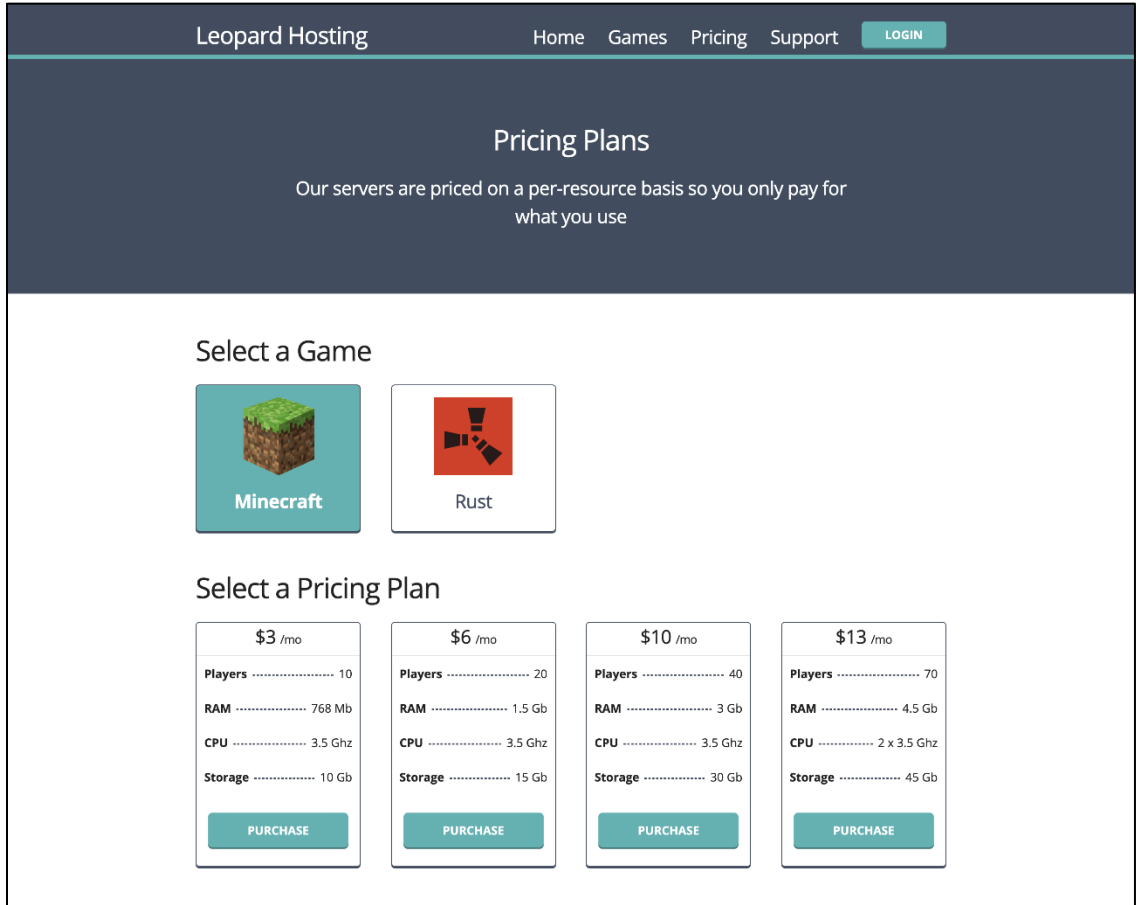 Leopard Hosting
Home Games Pricing Support LOGIN
Pricing Plans
Our servers are priced on a per-resource basis so you only pay for
what you use
Select a Game
Minecraft
Rust
Select a Pricing Plan
$3 /mo
Players 10
RAM 768 Mb
CPU 3.5 Ghz
Storage 10 Gb
PURCHASE
$6 /mo
Players 20
RAM 1.5 Gb
CPU 3.5 Ghz
Storage 15 Gb
PURCHASE
$10 /mo
Players 40
RAM 3 Gb
CPU 3.5 Ghz
Storage 30 Gb
PURCHASE
$13 /mo
Players 70
RAM 4.5 Gb
CPU 2 x 3.5 Ghz
Storage 45 Gb
PURCHASE